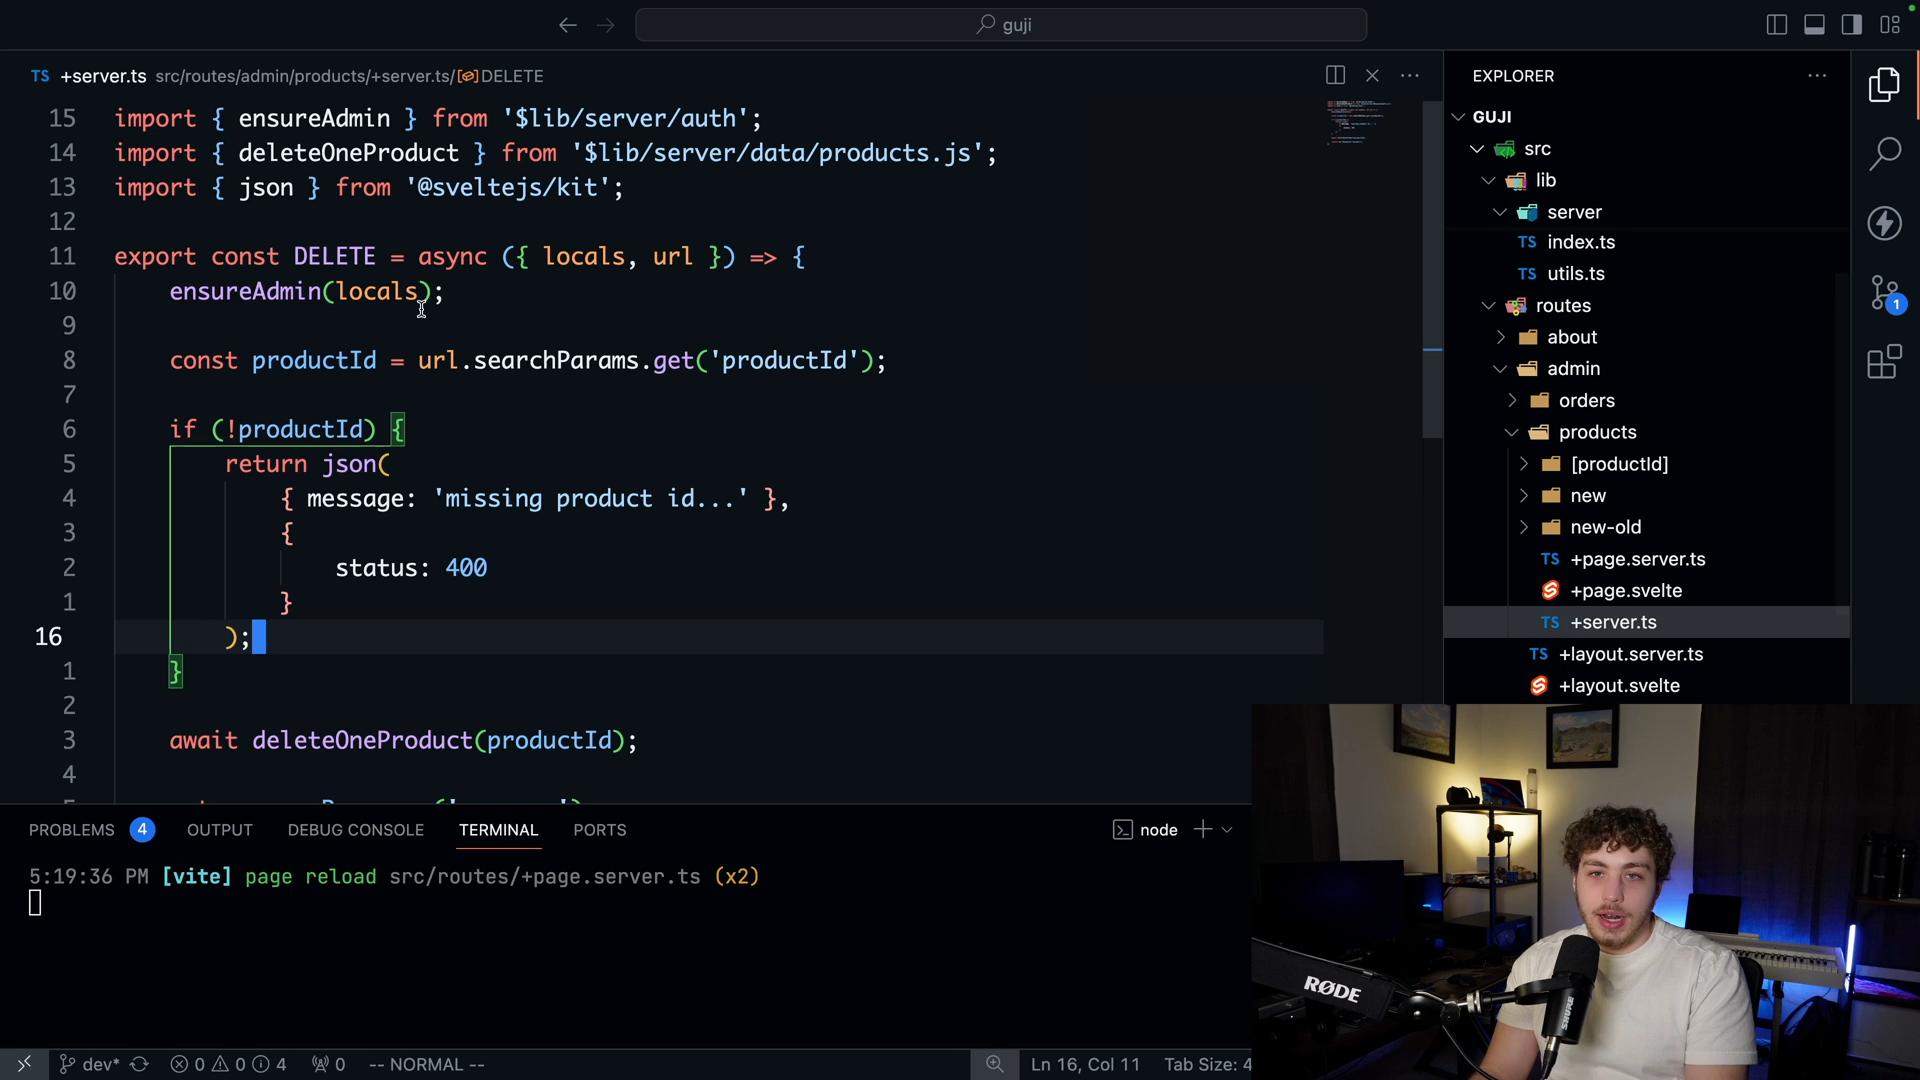 guji
TS +server.ts src/routes/admin/products/+server.ts/[@]DELETE
15 import { ensureAdmin } from '$lib/server/auth';
14 import { deleteOneProduct } from '$lib/server/data/products.js';
13 import { json } from '@sveltejs/kit';
12
11 export const DELETE = async ({ locals, url }) => {
10 ensureAdmin(locals);
9
8 const productId = url.searchParams.get('productId');
7
6 if (!productId) {
5 return json(
4 { message: 'missing product id...' },
3 {
2 status: 400
1 }
16 );
1 }
2
3 await deleteOneProduct(productId);
4
EXPLORER
GUJI
src
lib
server
TS index.ts
TS utils.ts
routes
about
admin
orders
products
[productId]
new
new-old
TS +page.server.ts
+page.svelte
TS +server.ts
TS +layout.server.ts
+layout.svelte
1
PROBLEMS 4 OUTPUT DEBUG CONSOLE TERMINAL PORTS
node
5:19:36 PM [vite] page reload src/routes/+page.server.ts (x2)
dev* 0 0 4 0 -- NORMAL -- Ln 16, Col 11 Tab Size: 4
RØDE
SHURE